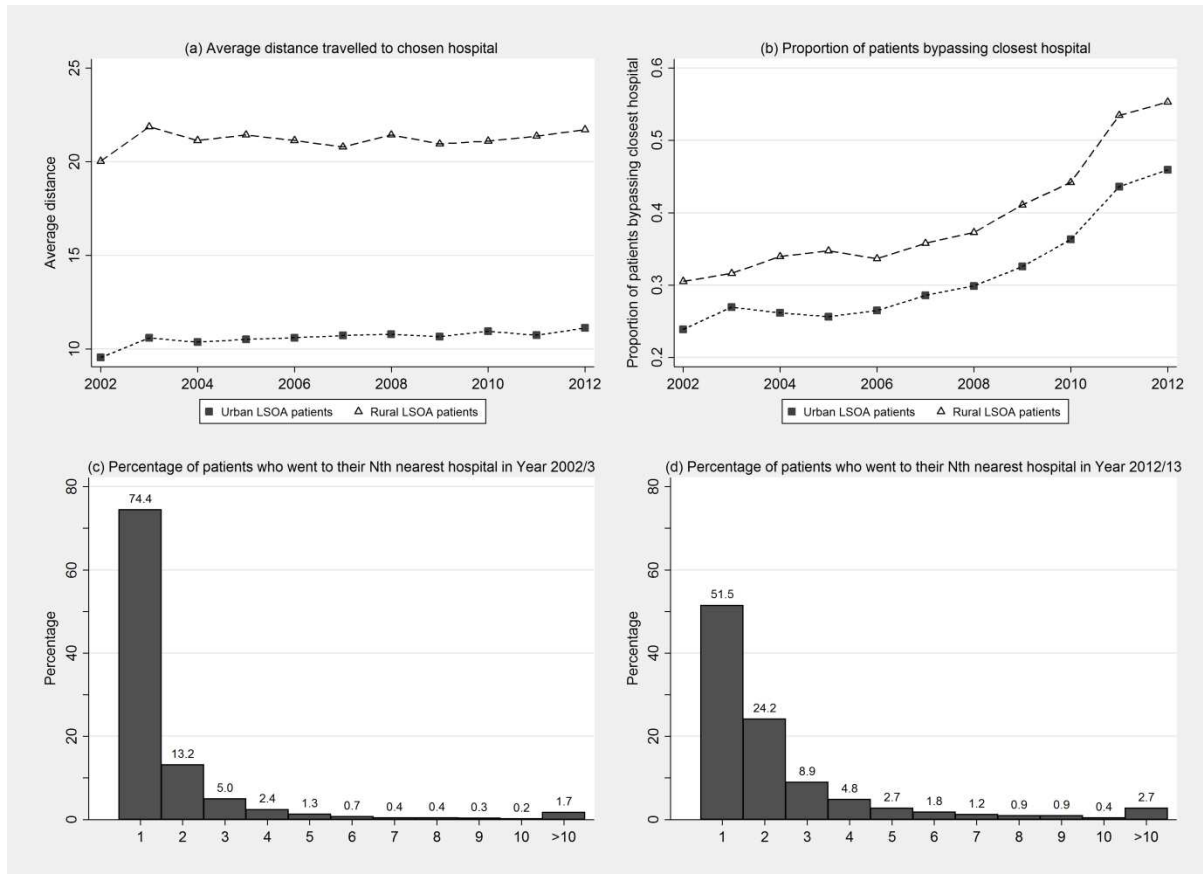 (a) Average distance travelled to chosen hospital
Average distance
25
20
15
10
2002 2004 2006 2008 2010 2012
Urban LSOA patients Rural LSOA patients
(b) Proportion of patients bypassing closest hospital
Proportion of patients bypassing closest hospital
0.6
0.5
0.4
0.3
0.2
2002 2004 2006 2008 2010 2012
Urban LSOA patients Rural LSOA patients
(c) Percentage of patients who went to their Nth nearest hospital in Year 2002/3
Percentage
80
60
40
20
0
74.4 13.2 5.0 2.4 1.3 0.7 0.4 0.4 0.3 0.2 1.7
1 2 3 4 5 6 7 8 9 10 >10
(d) Percentage of patients who went to their Nth nearest hospital in Year 2012/13
Percentage
80
60
40
20
0
51.5 24.2 8.9 4.8 2.7 1.8 1.2 0.9 0.9 0.4 2.7
1 2 3 4 5 6 7 8 9 10 >10